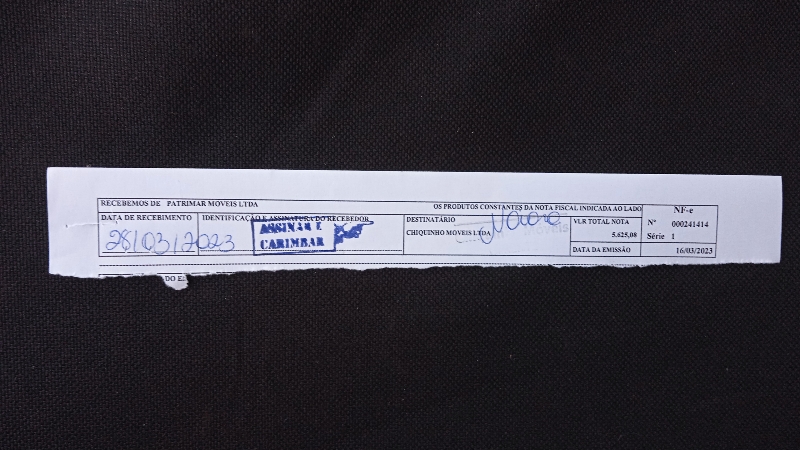 RECEBEMOS DE PATRIMAR MOVEIS LTDA OS PRODUTOS CONSTANTES DA NOTA FISCAL INDICADA AO LADO
NF-e
DATA DE RECEBIMENTO IDENTIFICAÇÃO E ASSINATURA DO RECEBEDOR
28/03/2023
ASSINAR E
CARIMBAR
DESTINATÁRIO
CHIQUINHO MOVEIS LTDA
VLR TOTAL NOTA
5.625,08
DATA DA EMISSÃO 16/03/2023
Nº 000241414
Série 1